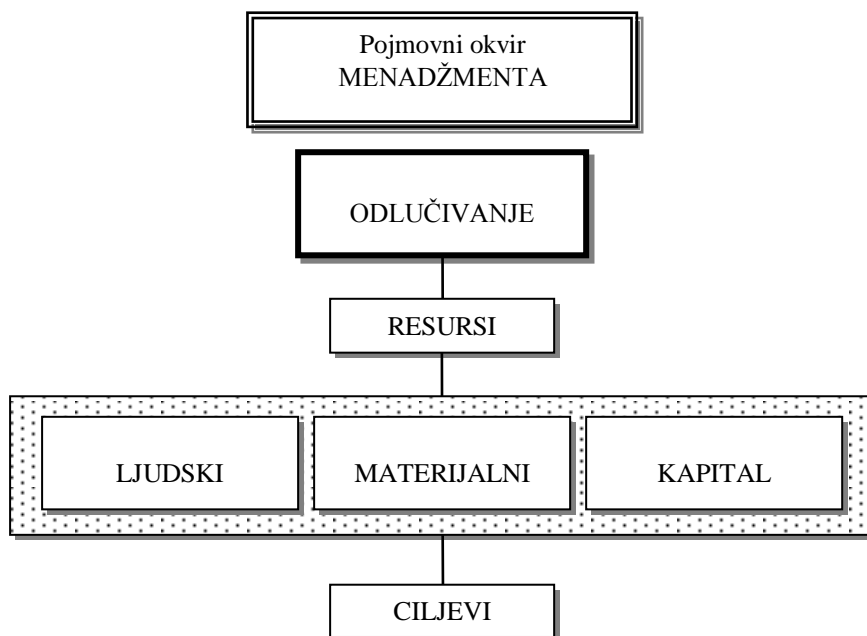 Pojmovni okvir
MENADŽMENTA
ODLUČIVANJE
RESURSI
LJUDSKI
MATERIJALNI
KAPITAL
CILJEVI